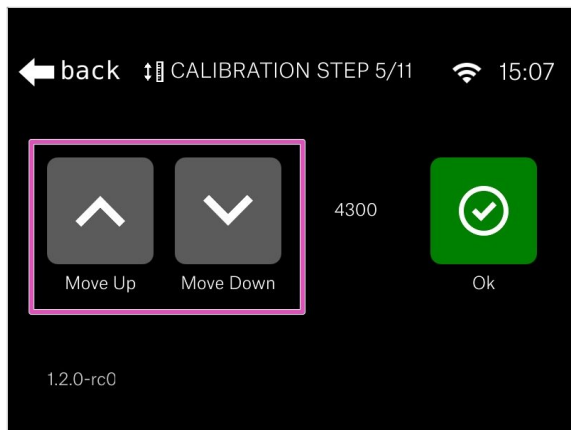 back CALIBRATION STEP 5/11 15:07
4300
Move Up Move Down Ok
1.2.0-rc0